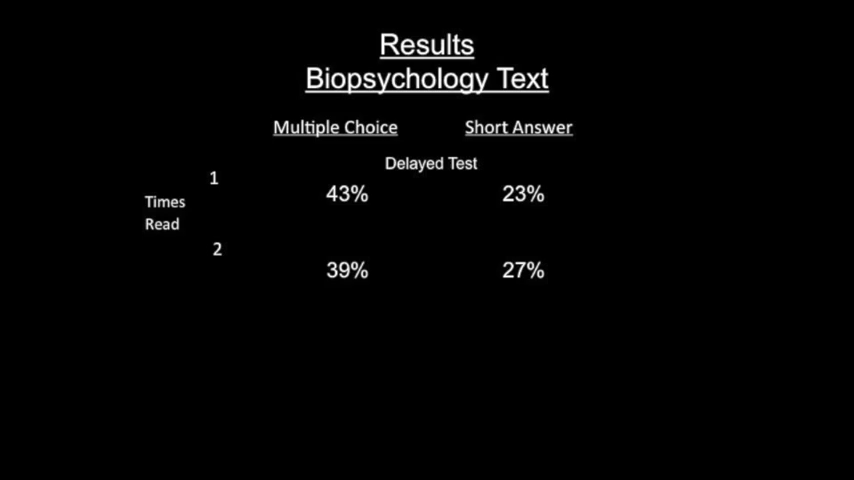 Results
Biopsychology Text
Multiple Choice Short Answer
Delayed Test
1
43% 23%
Times
Read
2
39% 27%